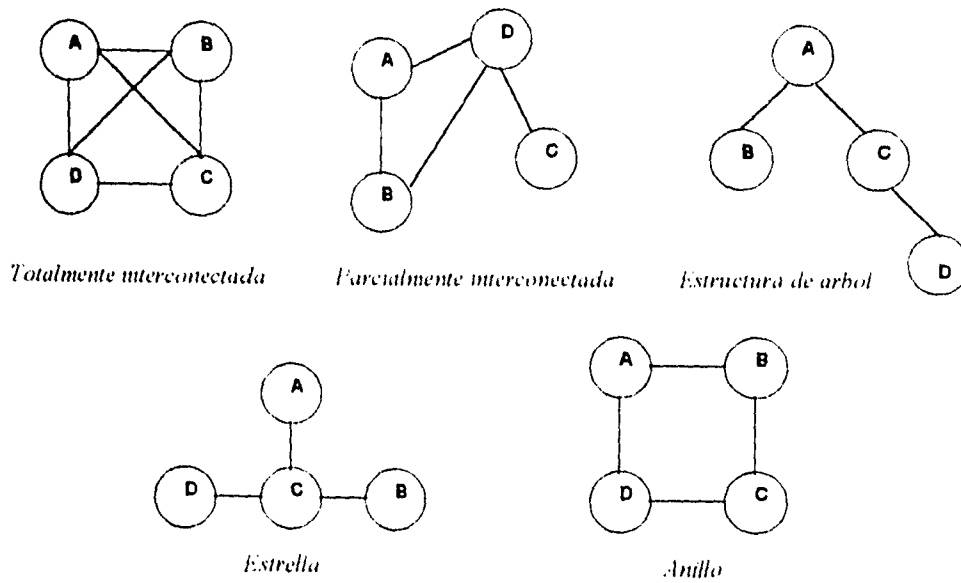 A B
D C
Totalmente interconectada
A D
B C
Parcialmente interconectada
A
B C
D
Estructura de arbol
A
D C B
Estrella
A B
D C
Anillo